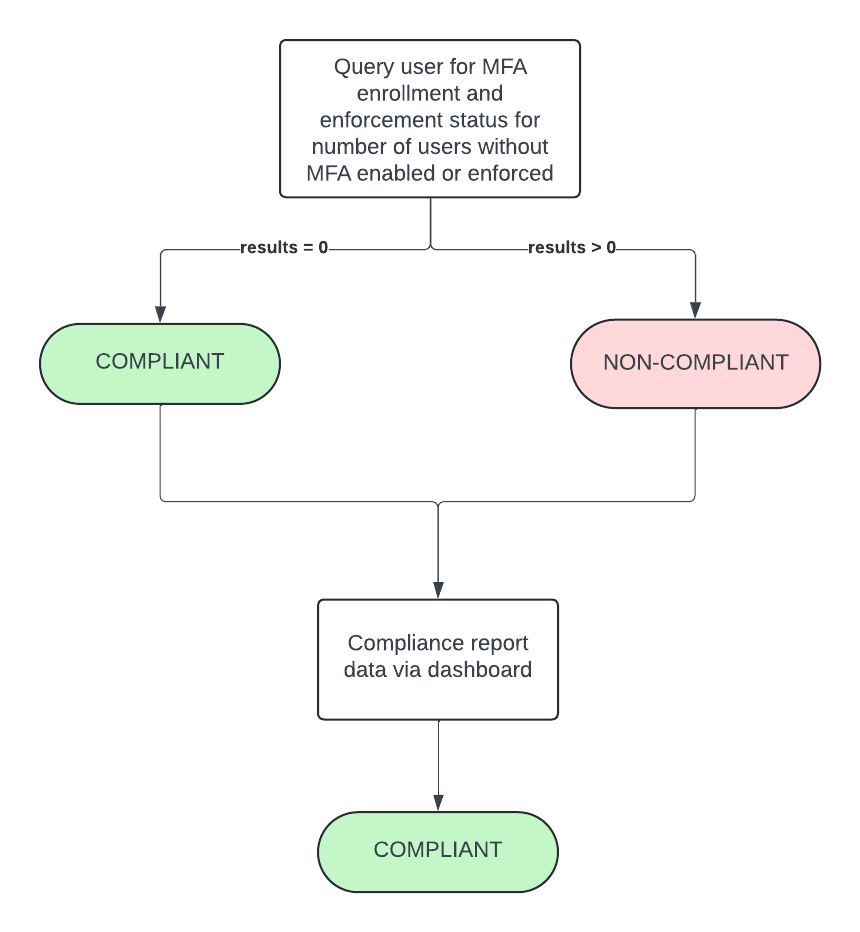 Query user for MFA
enrollment and
enforcement status for
number of users without
MFA enabled or enforced
results = 0
results > 0
COMPLIANT
NON-COMPLIANT
Compliance report
data via dashboard
COMPLIANT